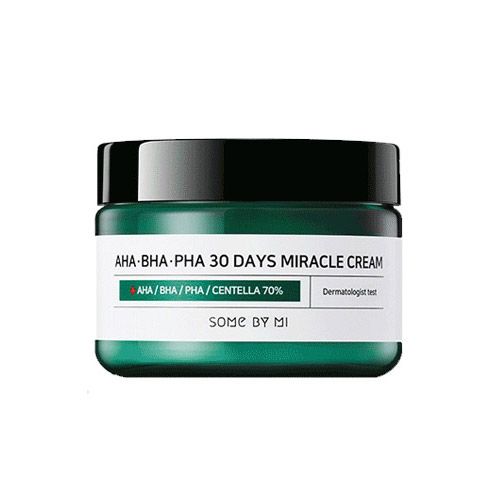 AHA·BHA·PHA 30 DAYS MIRACLE CREAM
AHA / BHA / PHA / CENTELLA 70%
Dermatologist test
SOME BY MI